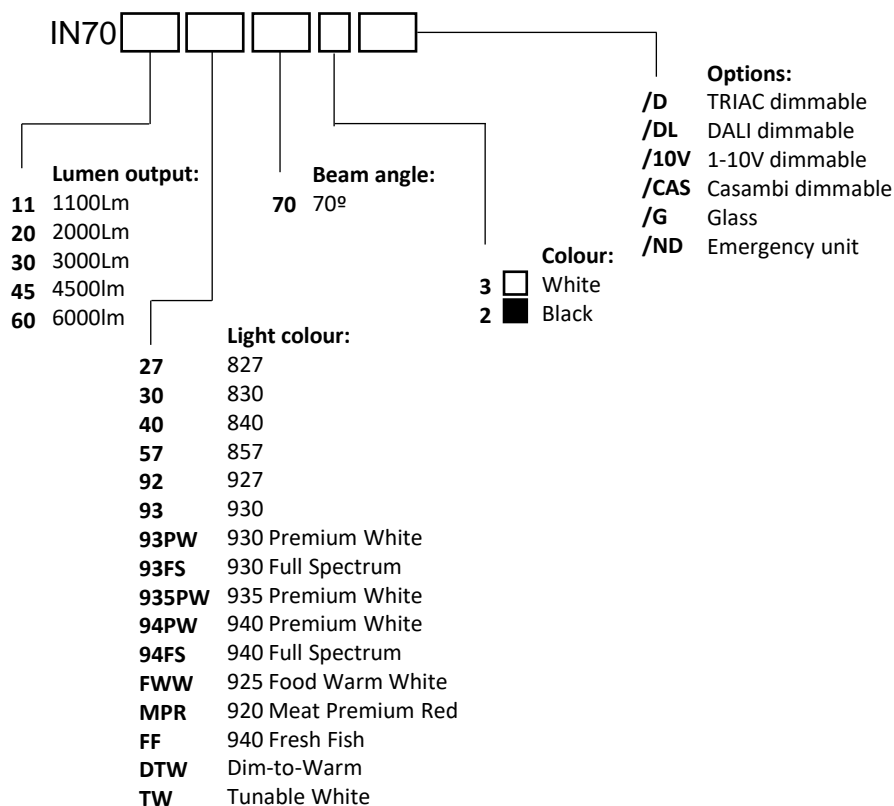 IN70
Options:
/D TRIAC dimmable
/DL DALI dimmable
/10V 1-10V dimmable
/CAS Casambi dimmable
/G Glass
/ND Emergency unit
Lumen output:
11 1100Lm
20 2000Lm
30 3000Lm
45 4500lm
60 6000lm
Beam angle:
70 70º
Colour:
3 White
2 Black
Light colour:
27 827
30 830
40 840
57 857
92 927
93 930
93PW 930 Premium White
93FS 930 Full Spectrum
935PW 935 Premium White
94PW 940 Premium White
94FS 940 Full Spectrum
FWW 925 Food Warm White
MPR 920 Meat Premium Red
FF 940 Fresh Fish
DTW Dim-to-Warm
TW Tunable White